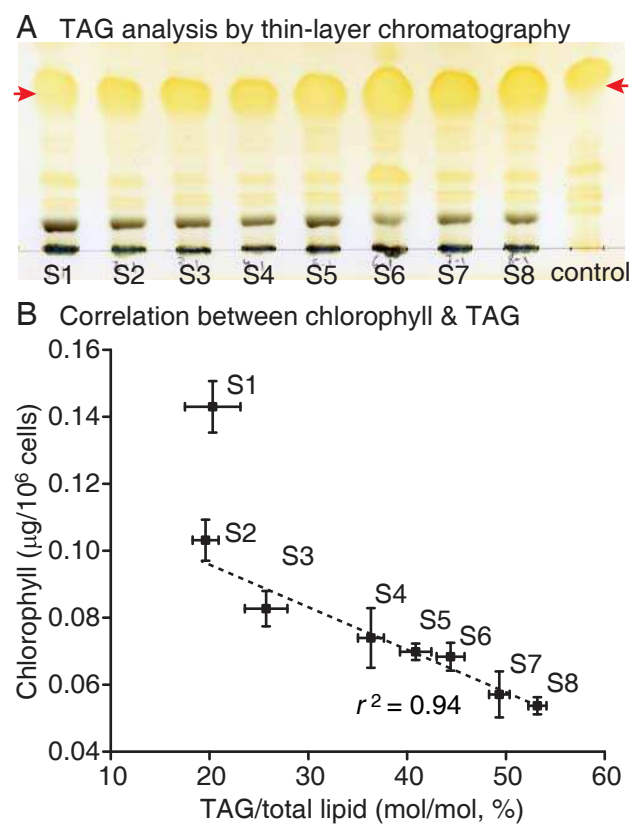 A TAG analysis by thin-layer chromatography
S1 S2 S3 S4 S5 S6 S7 S8 control
B Correlation between chlorophyll & TAG
0.16
0.14
0.12
0.10
0.08
0.06
0.04
Chlorophyll (µg/10⁶ cells)
S1
S2
S3
S4
S5
S6
S7
S8
r² = 0.94
10 20 30 40 50 60
TAG/total lipid (mol/mol, %)